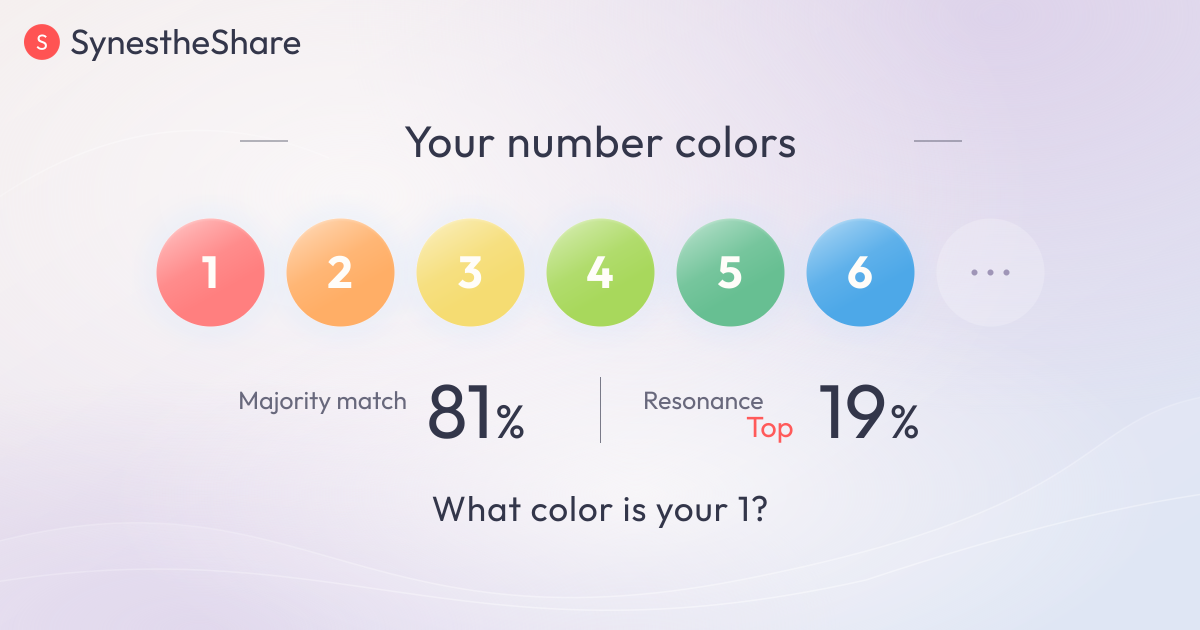 S SynestheShare
Your number colors
1 2 3 4 5 6 ...
Majority match 81% Resonance Top 19%
What color is your 1?